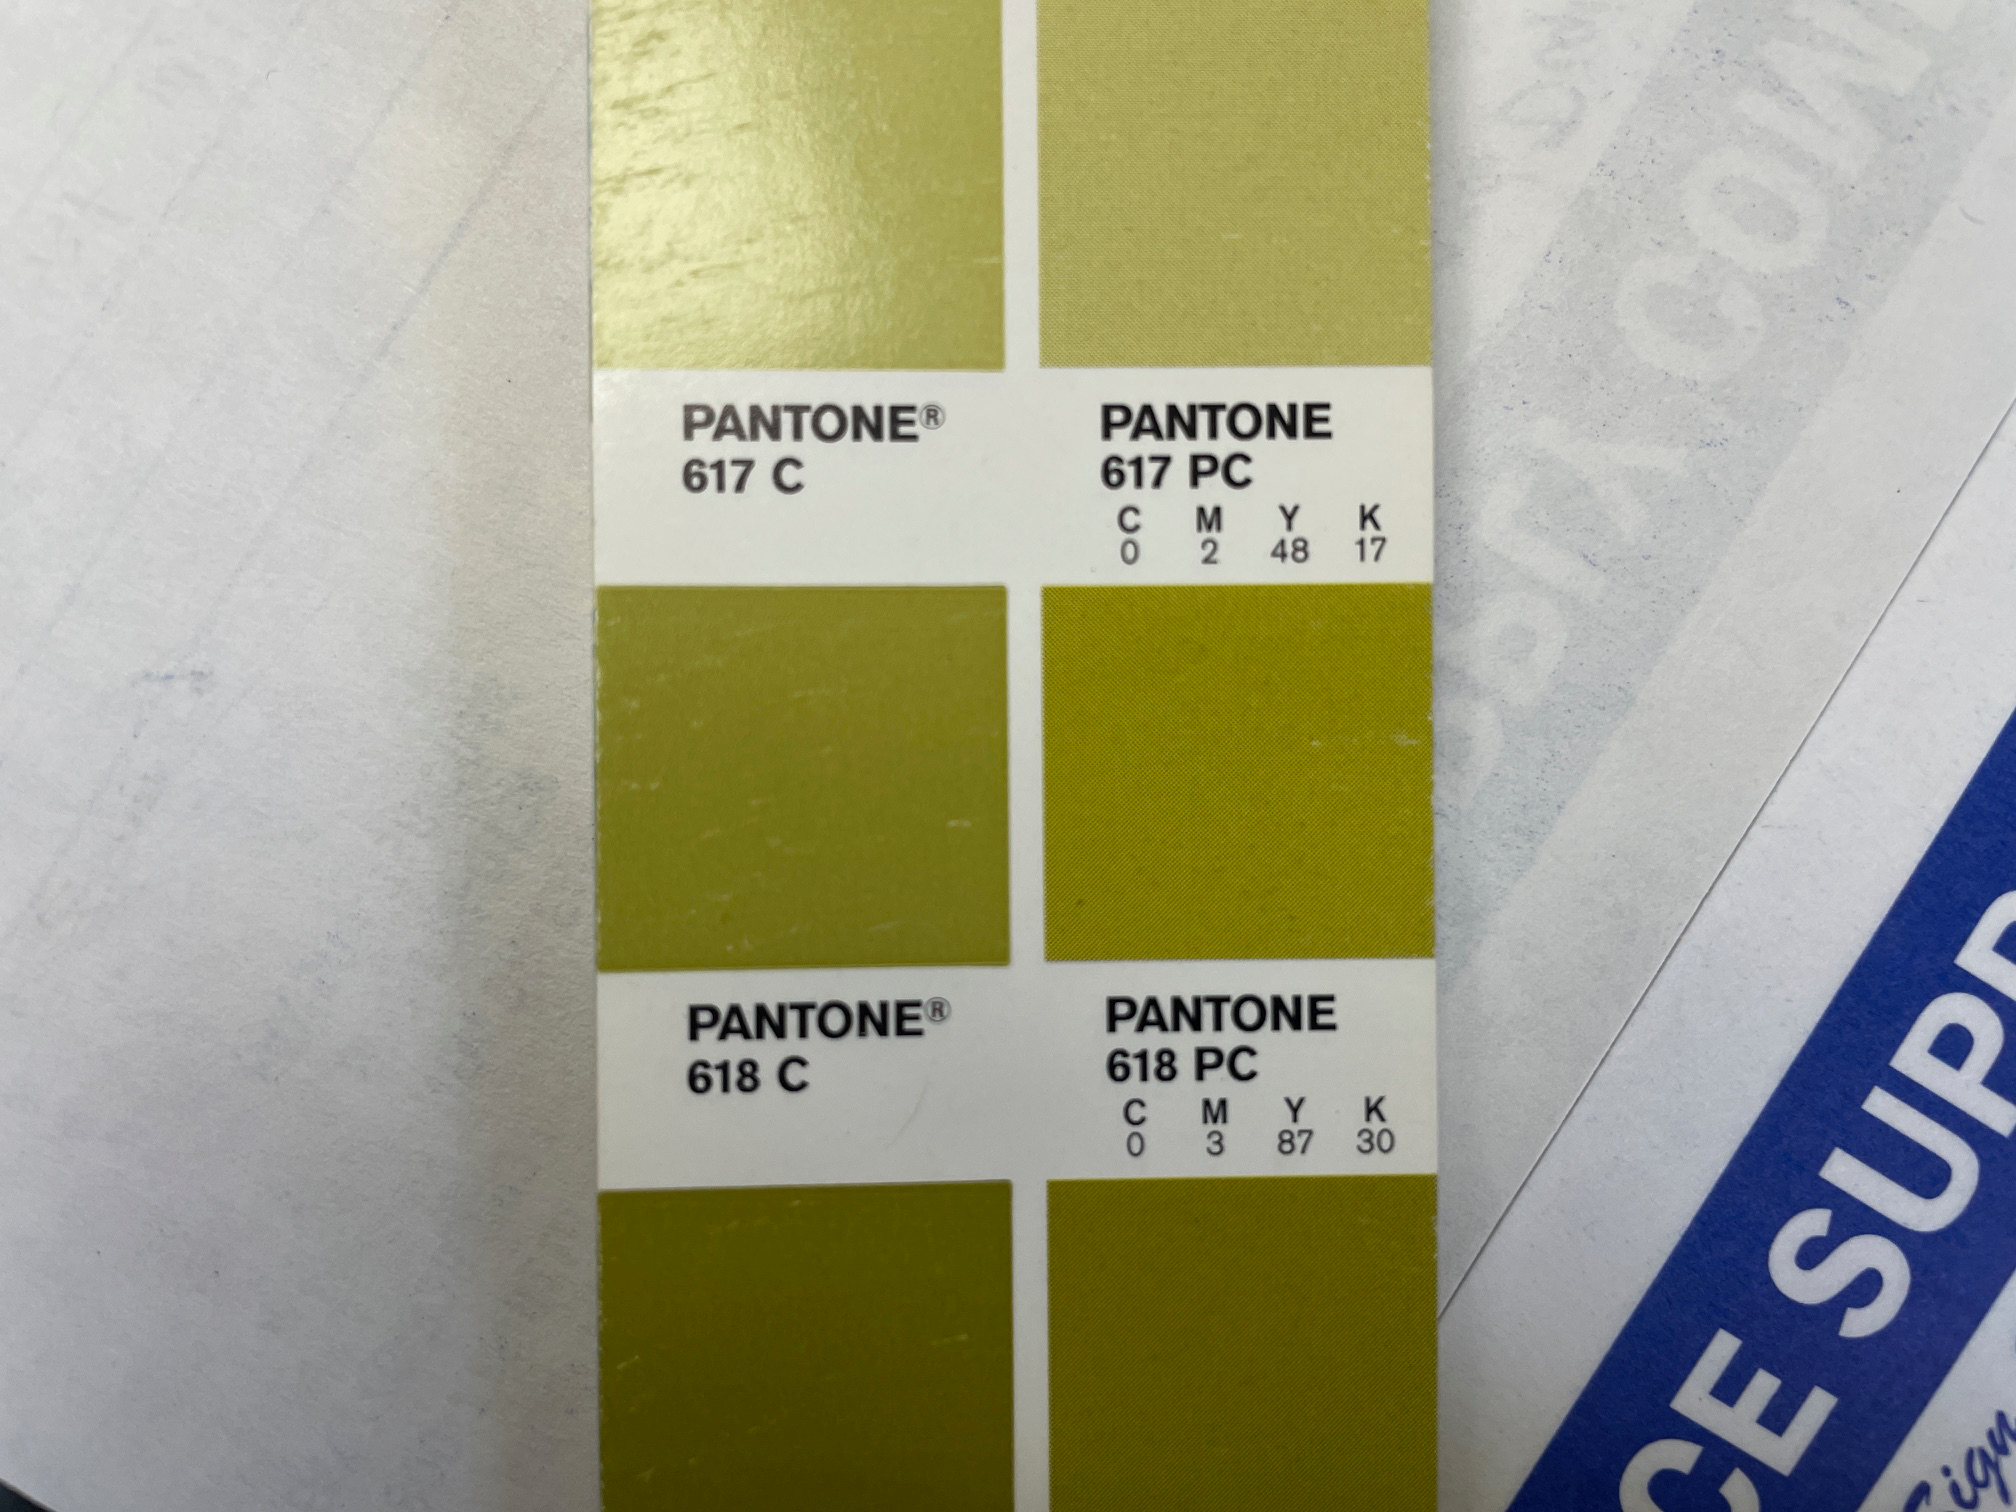 PANTONE®
617 C
PANTONE
617 PC
C M Y K
0 2 48 17
PANTONE®
618 C
PANTONE
618 PC
C M Y K
0 3 87 30
CE SUPP